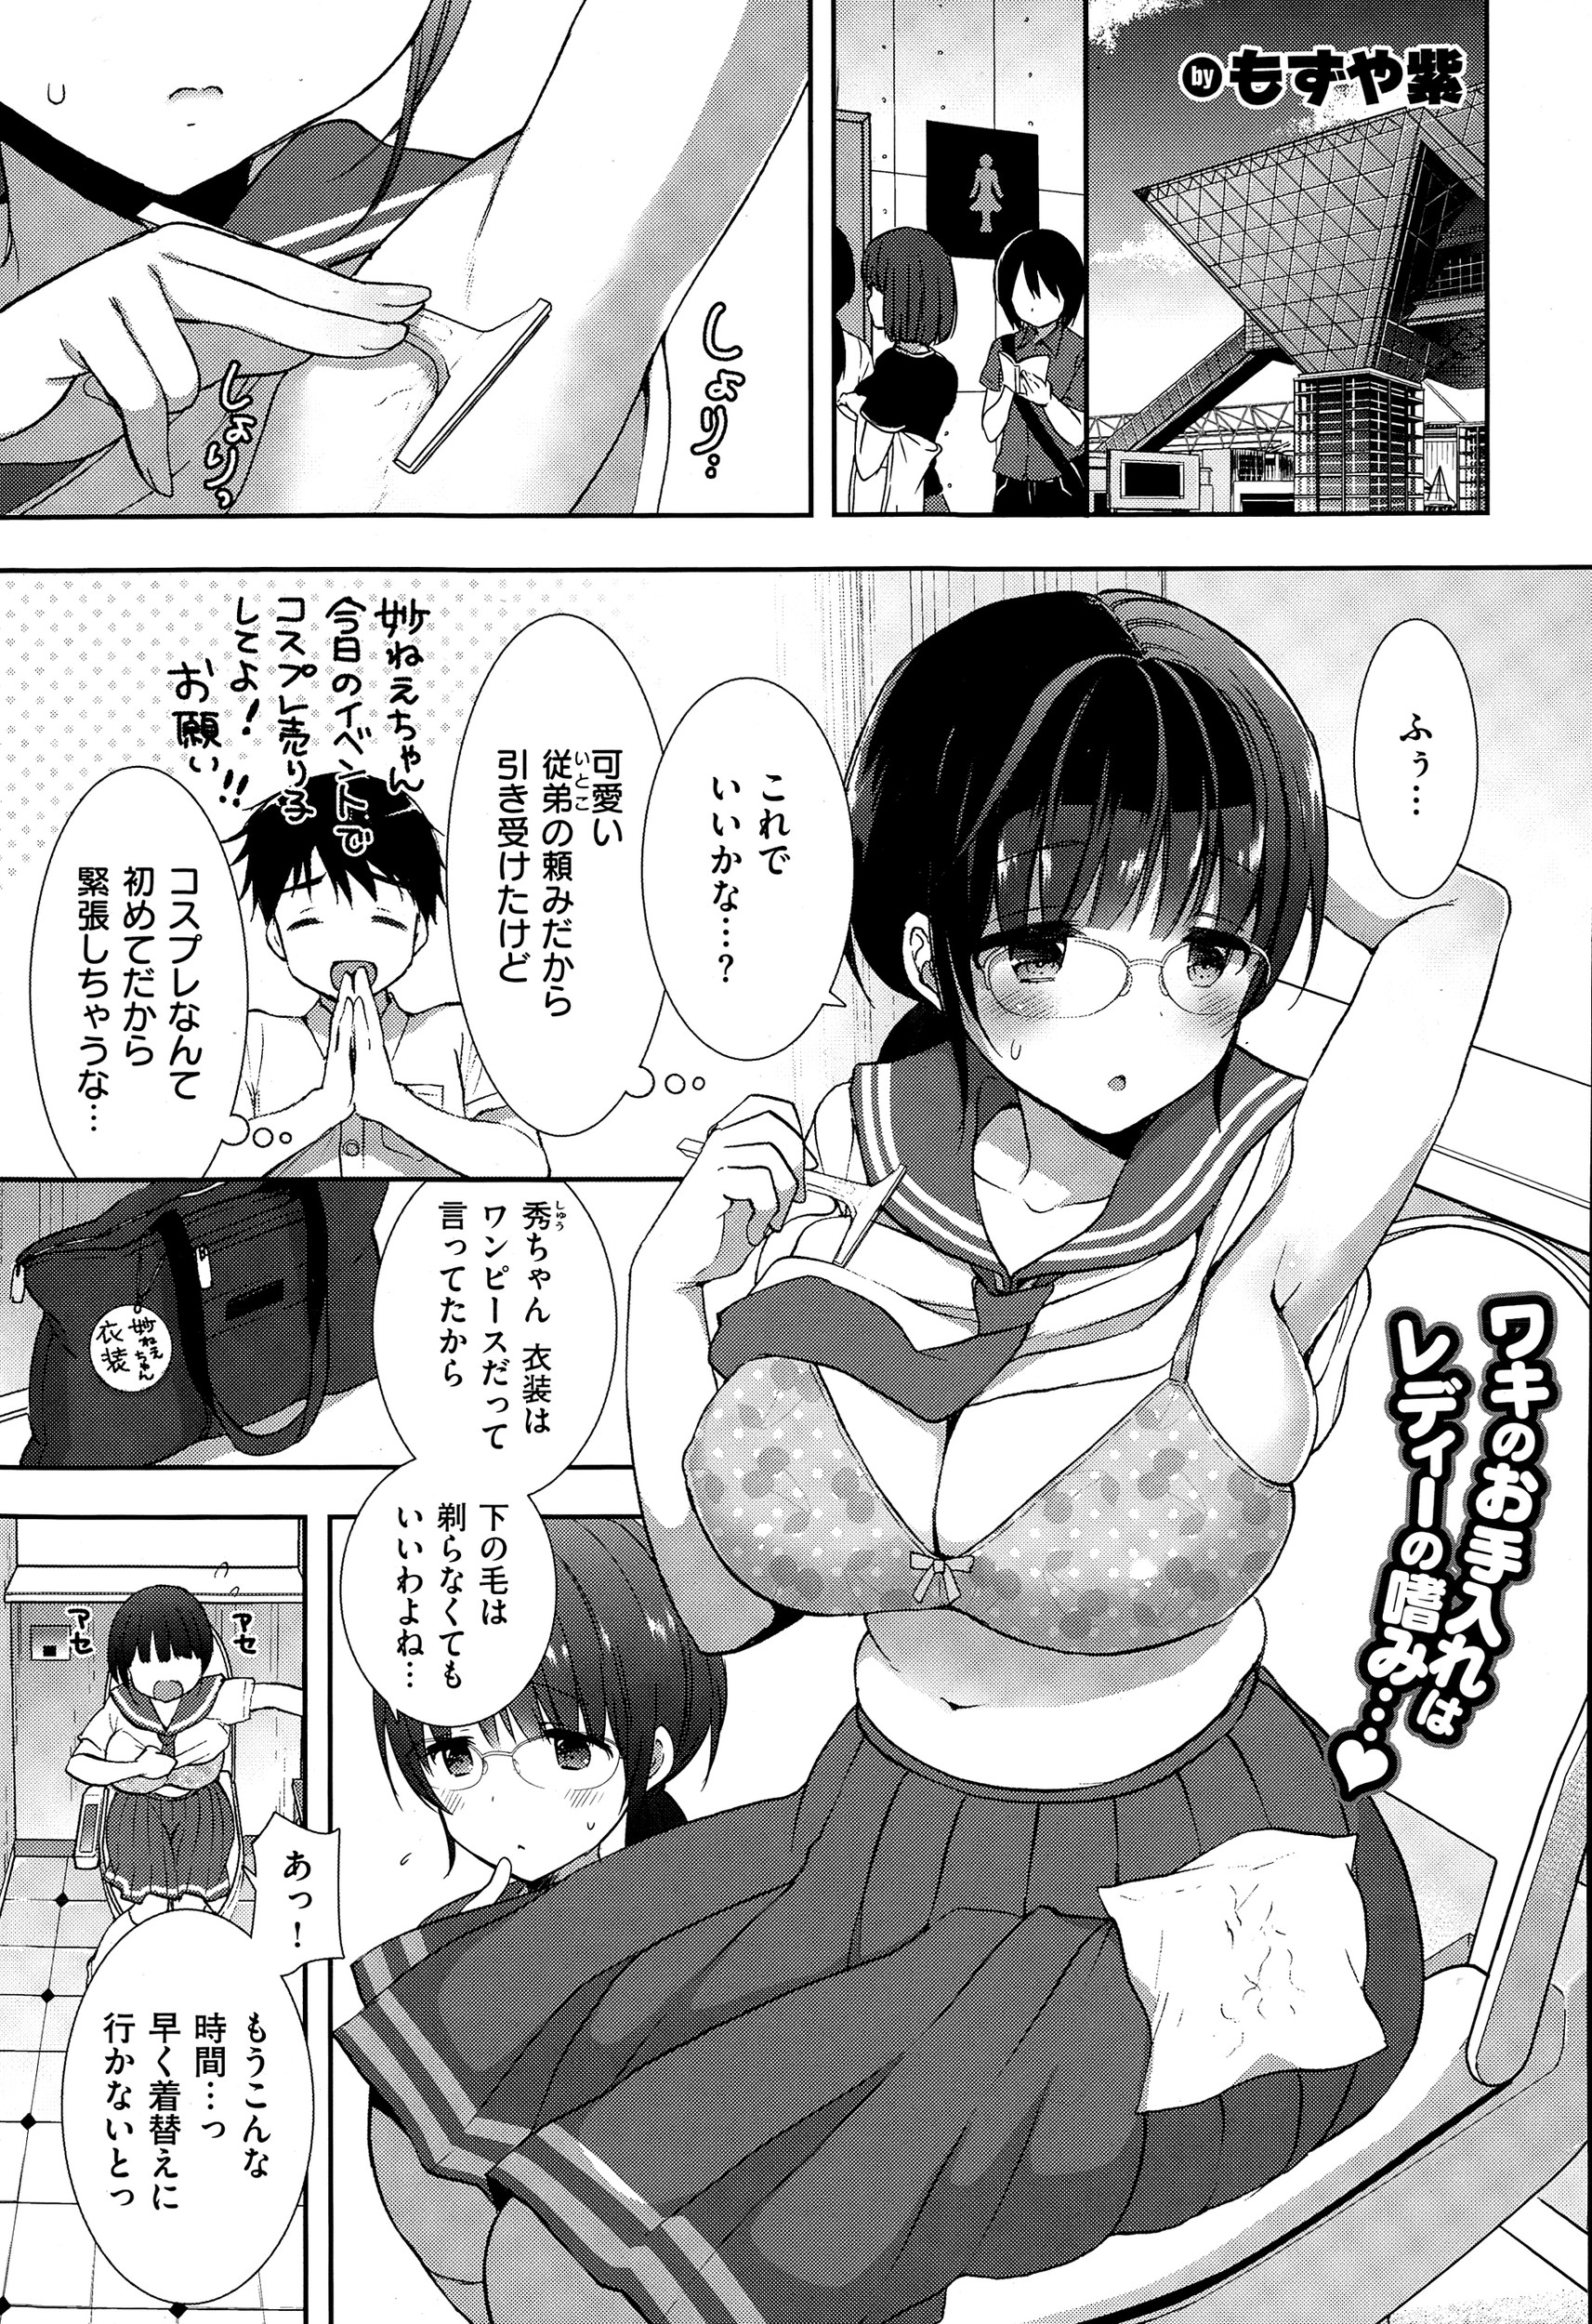 by もずや紫
しょり。
しょり。
ふぅ…
これで
いいかな…?
可愛い
従弟の頼みだから
いとこ
引き受けたけど
妙ねえちゃん
今日のイベントで
コスプレ売り子
してよ!
お願い!!
コスプレなんて
初めてだから
緊張しちゃうな…
ワキのお手入れは
レディーの嗜み…♡
秀ちゃん 衣装は
しゅう
ワンピースだって
言ってたから
妙ねえちゃん
衣装
下の毛は
剃らなくても
いいわよね…
アセ
アセ
あっ!
もうこんな
時間…っ
早く着替えに
行かないとっ